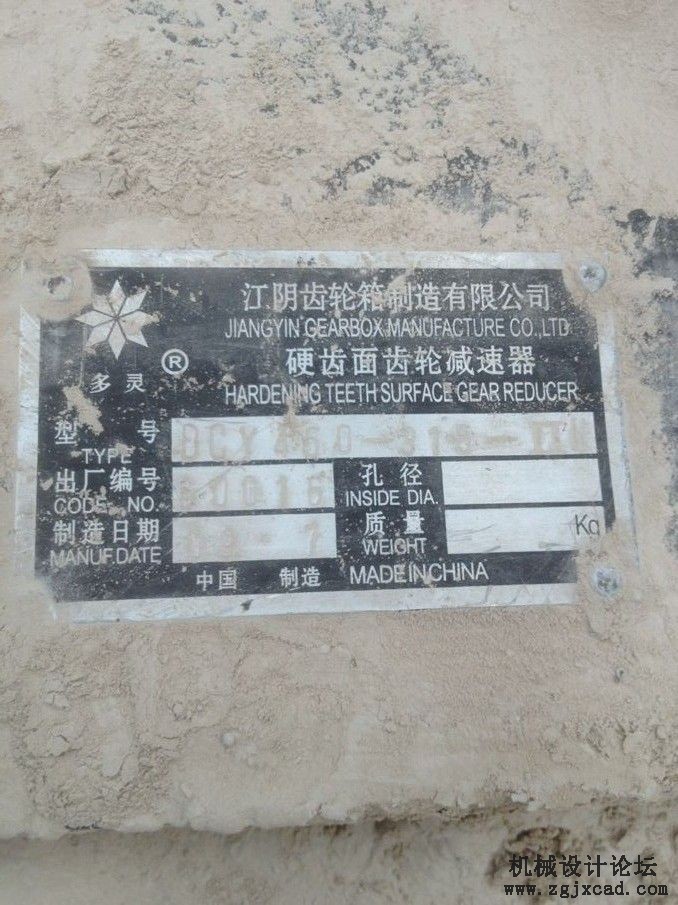 江阴齿轮箱制造有限公司
JIANGYIN GEARBOX MANUFACTURE CO.,LTD
硬齿面齿轮减速器
HARDENING TEETH SURFACE GEAR REDUCER
多灵 ®
型 号
TYPE
出厂编号
CODE NO.
孔径
INSIDE DIA.
制造日期
MANUF.DATE
质量
WEIGHT
Kg
中国 制造 MADE IN CHINA
机械设计论坛
www.zgjxcad.com